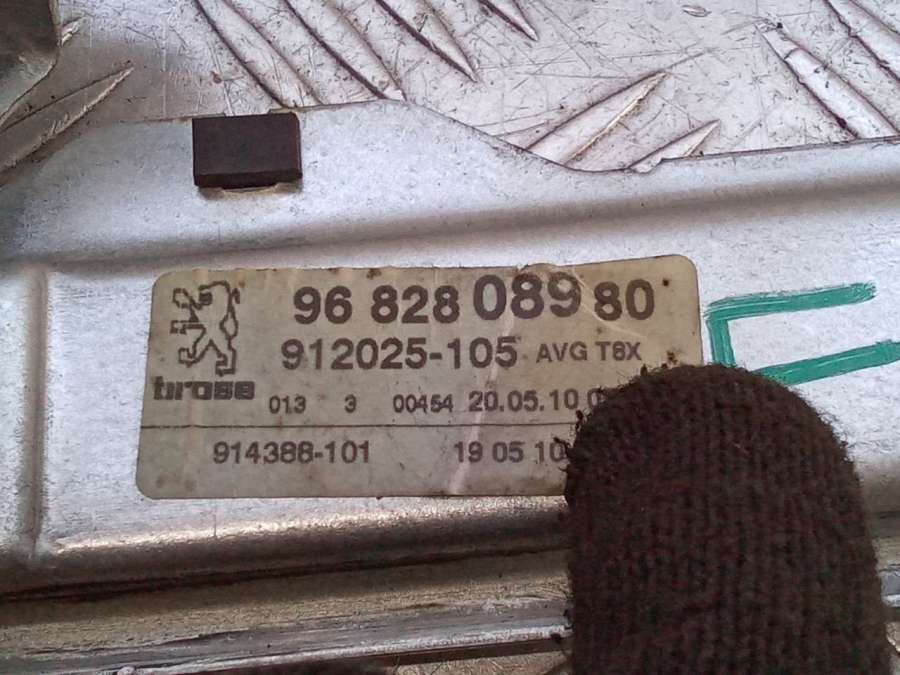 96 828 089 80
912025-105 AVG T8X
brose
013 3 00454 20.05.10
914388-101 19 05 10